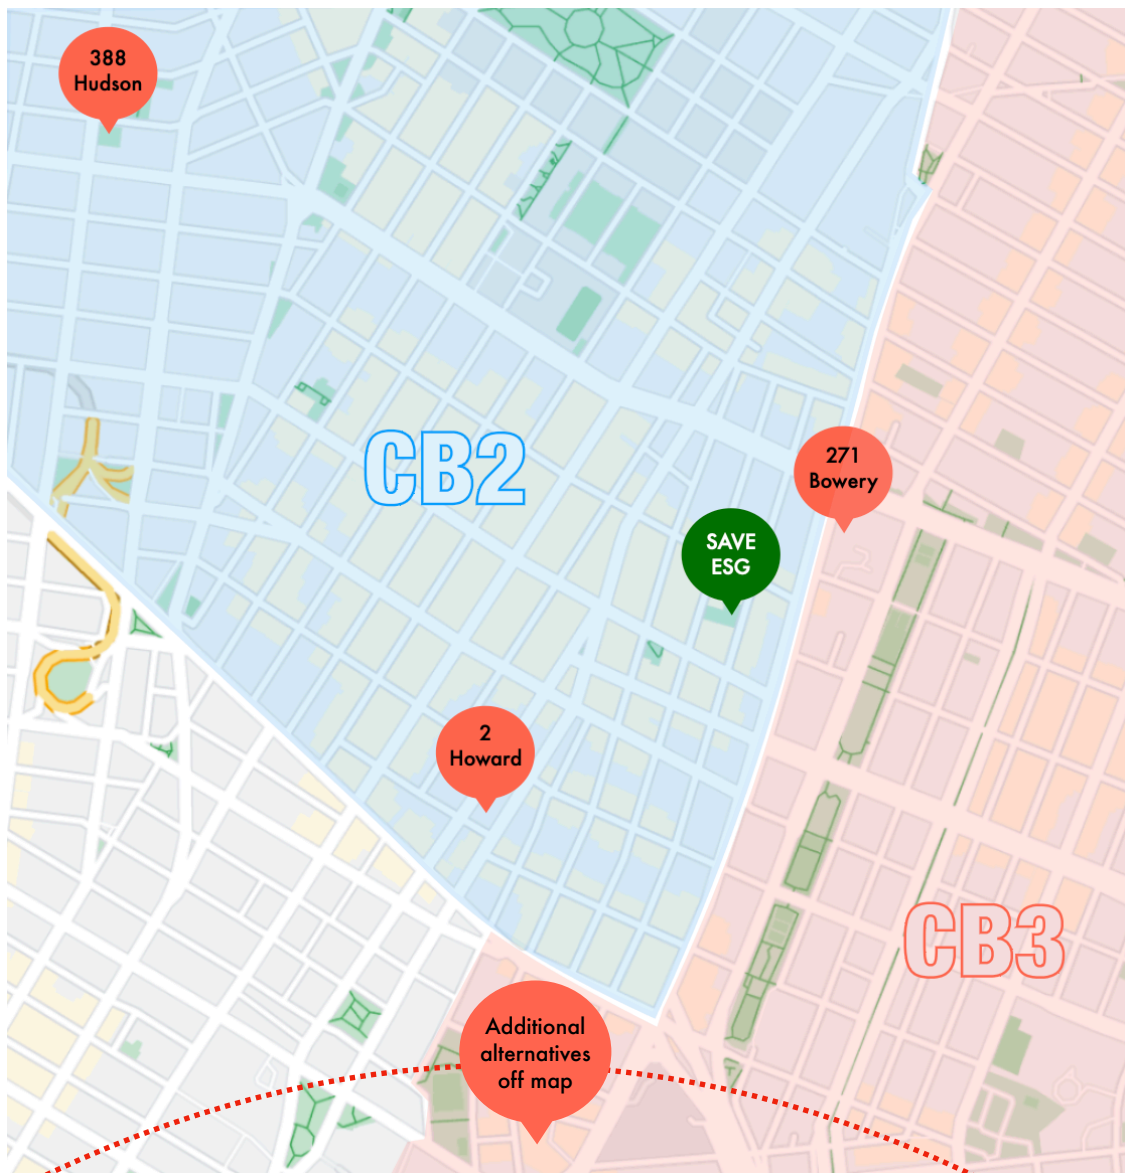 388
Hudson
CB2
271
Bowery
SAVE
ESG
2
Howard
CB3
Additional
alternatives
off map